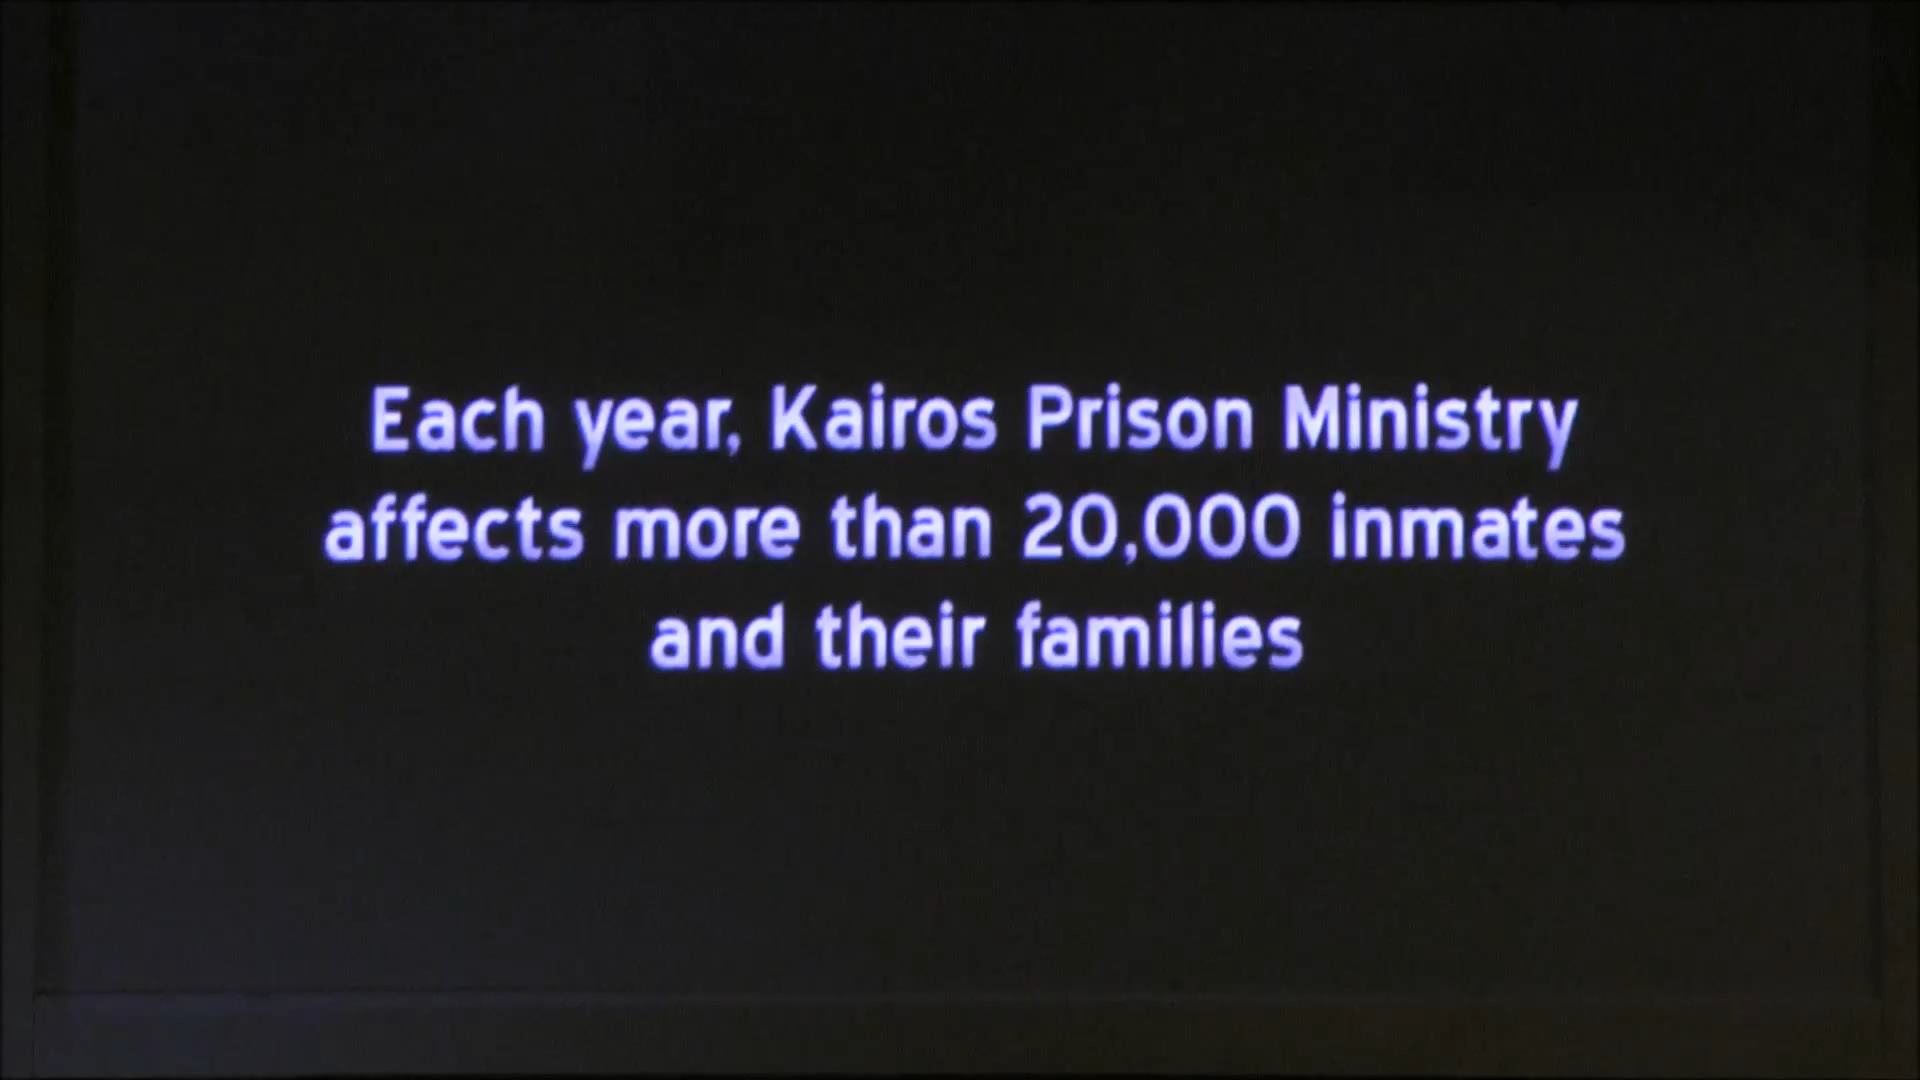 Each year, Kairos Prison Ministry
affects more than 20,000 inmates
and their families